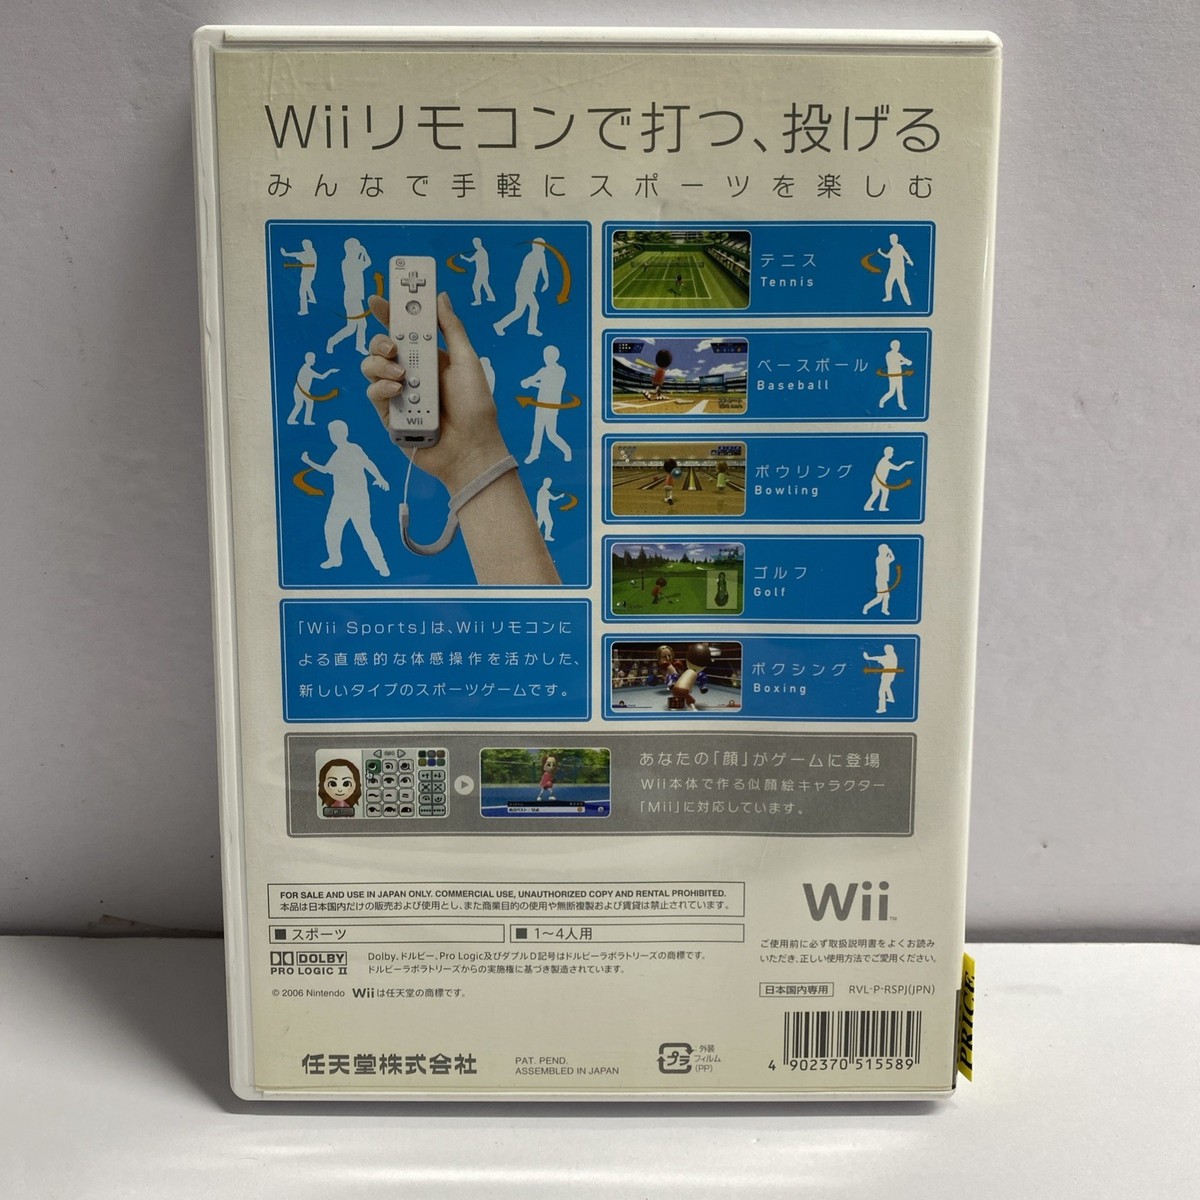 Wiiリモコンで打つ、投げる
みんなで手軽にスポーツを楽しむ
Wii
テニス
Tennis
ベースボール
Baseball
ボウリング
Bowling
ゴルフ
Golf
ボクシング
Boxing
「Wii Sports」は、Wiiリモコンに
よる直感的な体感操作を活かした、
新しいタイプのスポーツゲームです。
あなたの「顔」がゲームに登場
Wii本体で作る似顔絵キャラクター
「Mii」に対応しています。
FOR SALE AND USE IN JAPAN ONLY. COMMERCIAL USE, UNAUTHORIZED COPY AND RENTAL PROHIBITED.
本品は日本国内だけの販売および使用とし、また商業目的の使用や無断複製および賃貸は禁止されています。
■ スポーツ
■ 1〜4人用
Wii™
ご使用前に必ず取扱説明書をよくお読み
いただき、正しい使用方法でご愛用ください。
DOLBY
PRO LOGIC II
Dolby、ドルビー、Pro Logic及びダブルD記号はドルビーラボラトリーズの商標です。
ドルビーラボラトリーズからの実施権に基づき製造されています。
© 2006 Nintendo Wiiは任天堂の商標です。
日本国内専用 RVL-P-RSPJ(JPN)
任天堂株式会社
PAT. PEND.
ASSEMBLED IN JAPAN
プラ
外装
フィルム
(PP)
4 902370 515589
PRICE